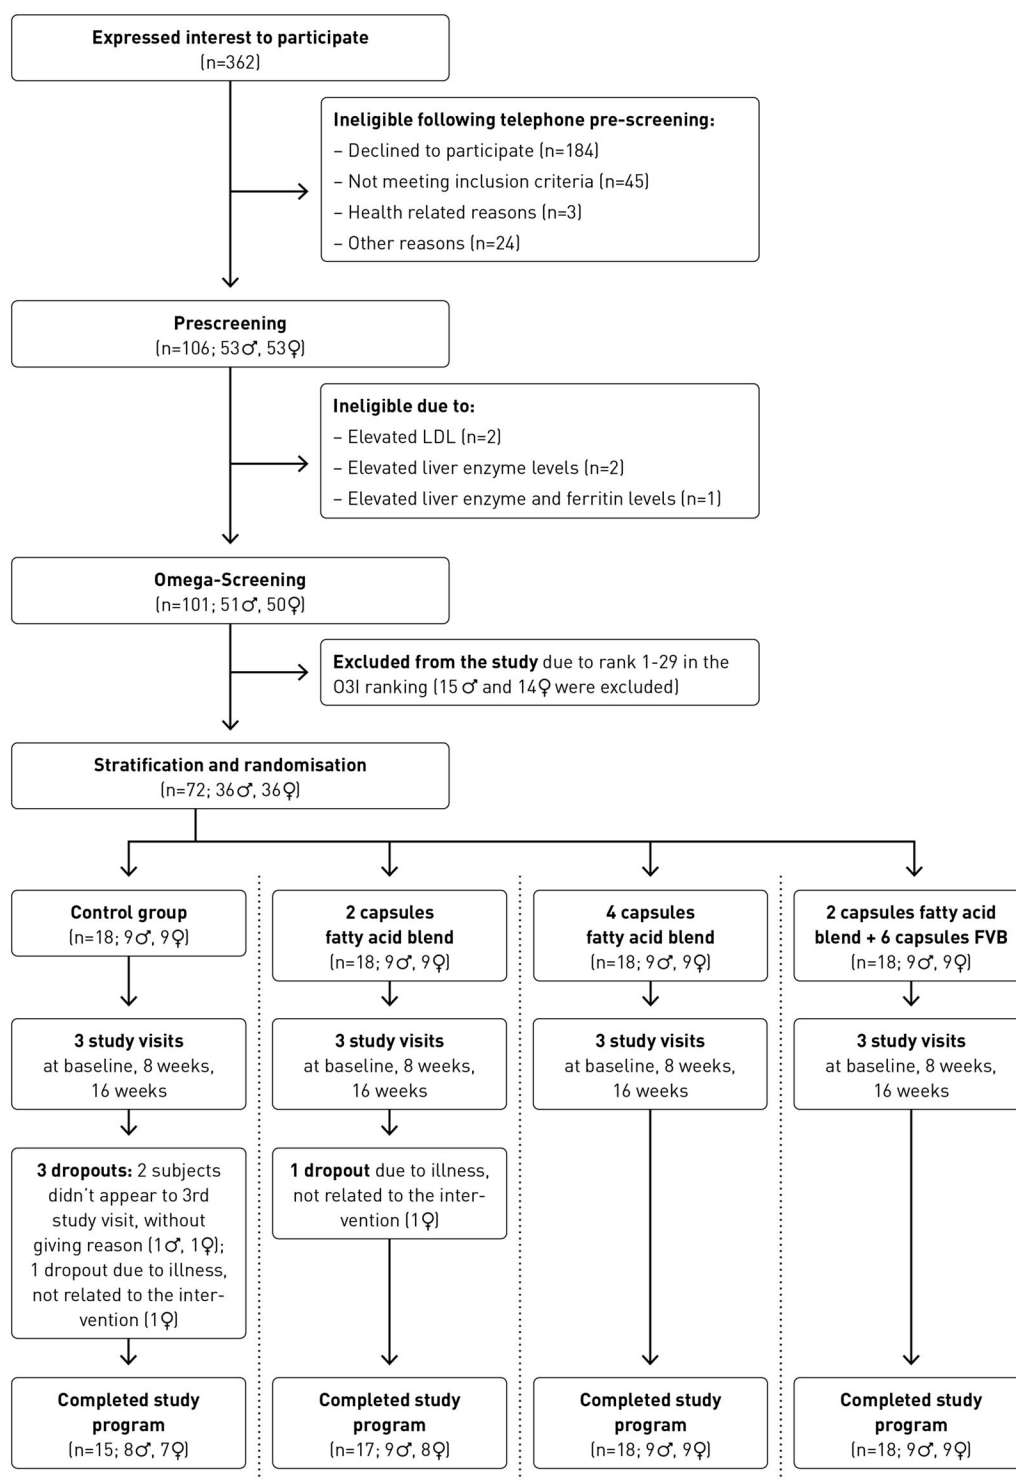 Expressed interest to participate
(n=362)
Ineligible following telephone pre-screening:
– Declined to participate (n=184)
– Not meeting inclusion criteria (n=45)
– Health related reasons (n=3)
– Other reasons (n=24)
Prescreening
(n=106; 53♂, 53♀)
Ineligible due to:
– Elevated LDL (n=2)
– Elevated liver enzyme levels (n=2)
– Elevated liver enzyme and ferritin levels (n=1)
Omega-Screening
(n=101; 51♂, 50♀)
Excluded from the study due to rank 1-29 in the
O3I ranking (15♂ and 14♀ were excluded)
Stratification and randomisation
(n=72; 36♂, 36♀)
Control group
(n=18; 9♂, 9♀)
2 capsules
fatty acid blend
(n=18; 9♂, 9♀)
4 capsules
fatty acid blend
(n=18; 9♂, 9♀)
2 capsules fatty acid
blend + 6 capsules FVB
(n=18; 9♂, 9♀)
3 study visits
at baseline, 8 weeks,
16 weeks
3 study visits
at baseline, 8 weeks,
16 weeks
3 study visits
at baseline, 8 weeks,
16 weeks
3 study visits
at baseline, 8 weeks,
16 weeks
3 dropouts: 2 subjects
didn´t appear to 3rd
study visit, without
giving reason (1♂, 1♀);
1 dropout due to illness,
not related to the inter-
vention (1♀)
1 dropout due to illness,
not related to the inter-
vention (1♀)
Completed study
program
(n=15; 8♂, 7♀)
Completed study
program
(n=17; 9♂, 8♀)
Completed study
program
(n=18; 9♂, 9♀)
Completed study
program
(n=18; 9♂, 9♀)